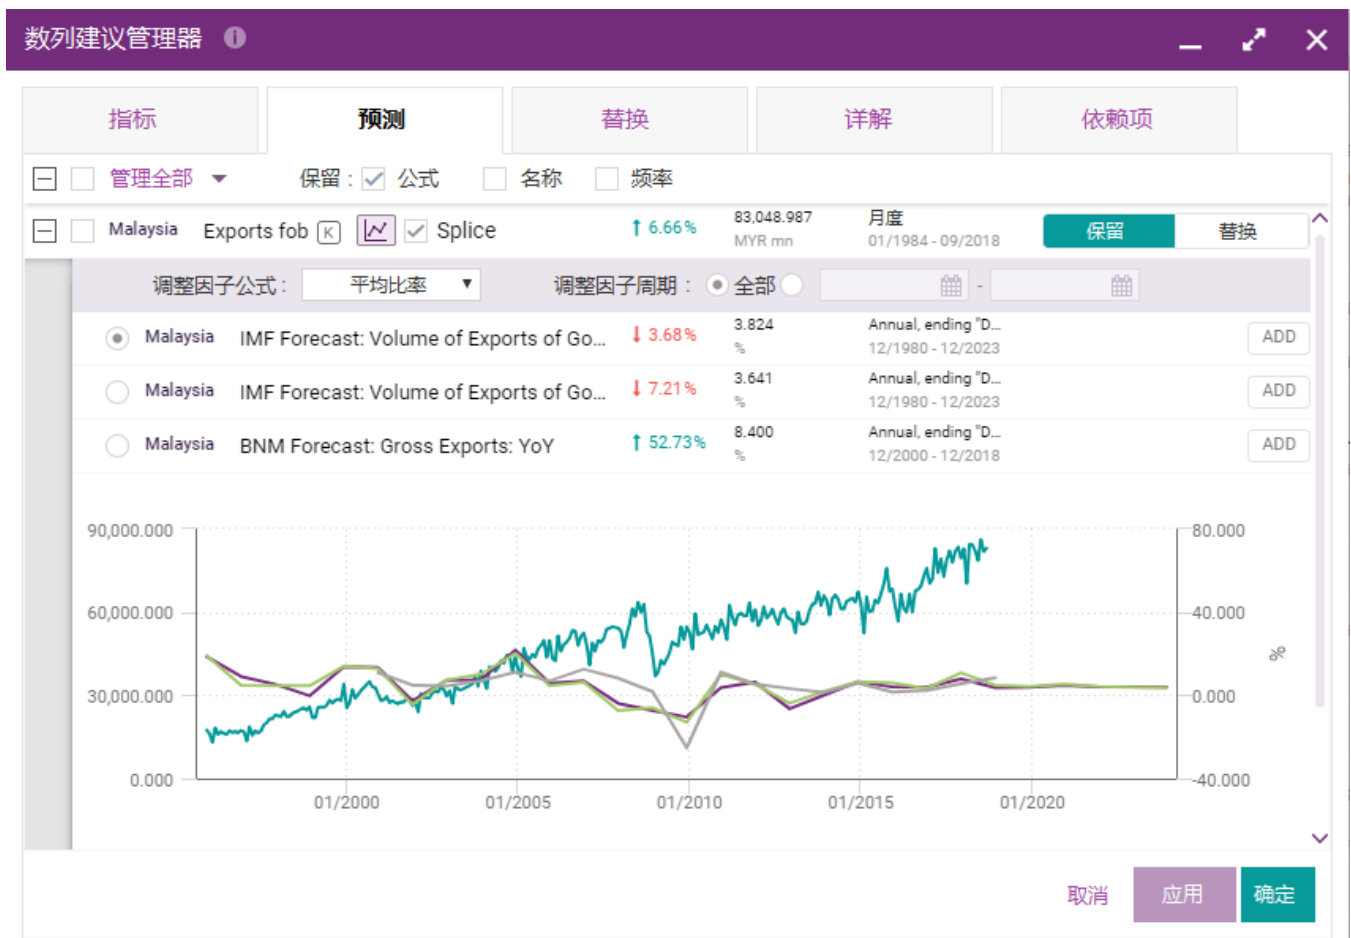 数列建议管理器
指标 预测 替换 详解 依赖项
管理全部 保留 : 公式 名称 频率
Malaysia Exports fob K Splice 6.66% 83,048.987 月度 保留 替换
MYR mn 01/1984 - 09/2018
调整因子公式 : 平均比率 调整因子周期 : 全部 -
Malaysia IMF Forecast: Volume of Exports of Go... 3.68% 3.824 Annual, ending "D... ADD
% 12/1980 - 12/2023
Malaysia IMF Forecast: Volume of Exports of Go... 7.21% 3.641 Annual, ending "D... ADD
% 12/1980 - 12/2023
Malaysia BNM Forecast: Gross Exports: YoY 52.73% 8.400 Annual, ending "D... ADD
% 12/2000 - 12/2018
90,000.000 80.000
60,000.000 40.000
%
30,000.000 0.000
0.000 -40.000
01/2000 01/2005 01/2010 01/2015 01/2020
取消 应用 确定